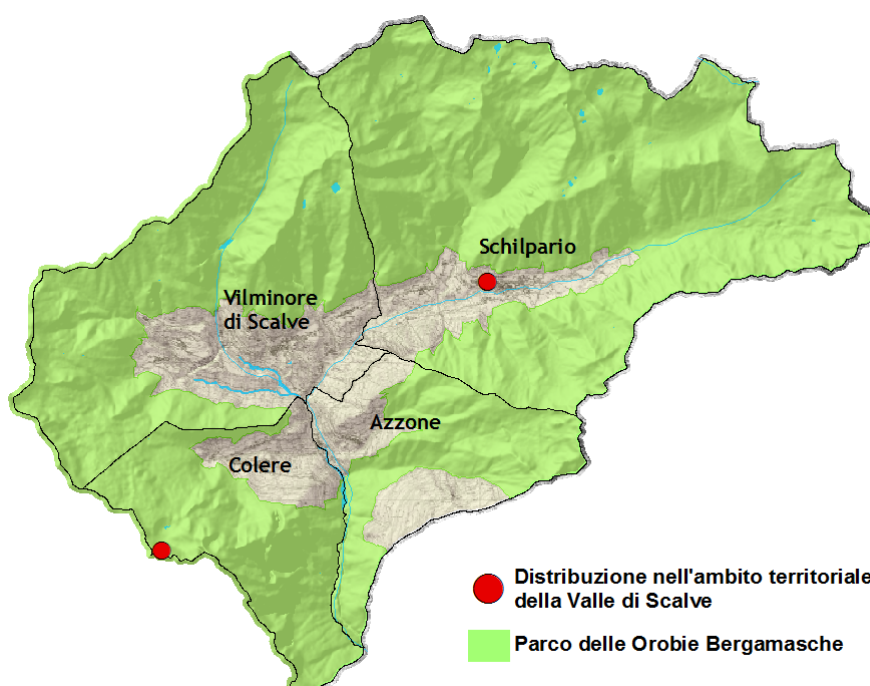 Schilpario
Vilminore
di Scalve
Azzone
Colere
Distribuzione nell'ambito territoriale
della Valle di Scalve
Parco delle Orobie Bergamasche